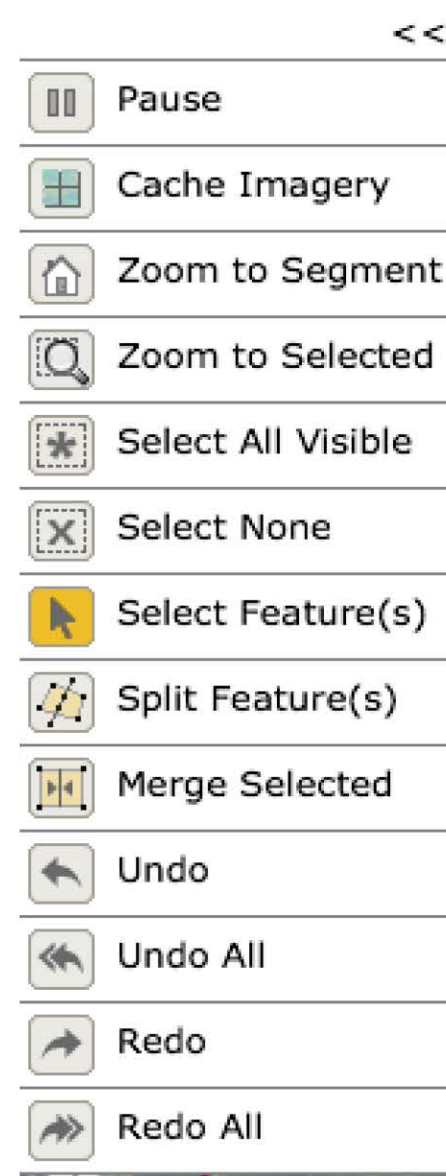 <<
Pause
Cache Imagery
Zoom to Segment
Zoom to Selected
Select All Visible
Select None
Select Feature(s)
Split Feature(s)
Merge Selected
Undo
Undo All
Redo
Redo All